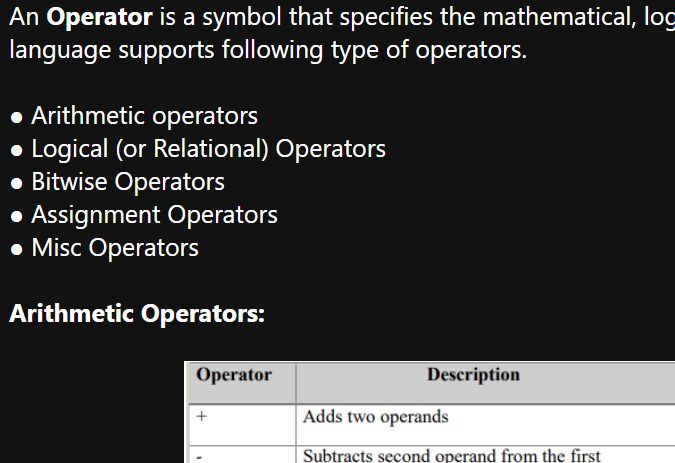 An Operator is a symbol that specifies the mathematical,
language supports following type of operators.
● Arithmetic operators
● Logical (or Relational) Operators
● Bitwise Operators
● Assignment Operators
● Misc Operators
Arithmetic Operators:
Operator Description
+ Adds two operands
- Subtracts second operand from the first